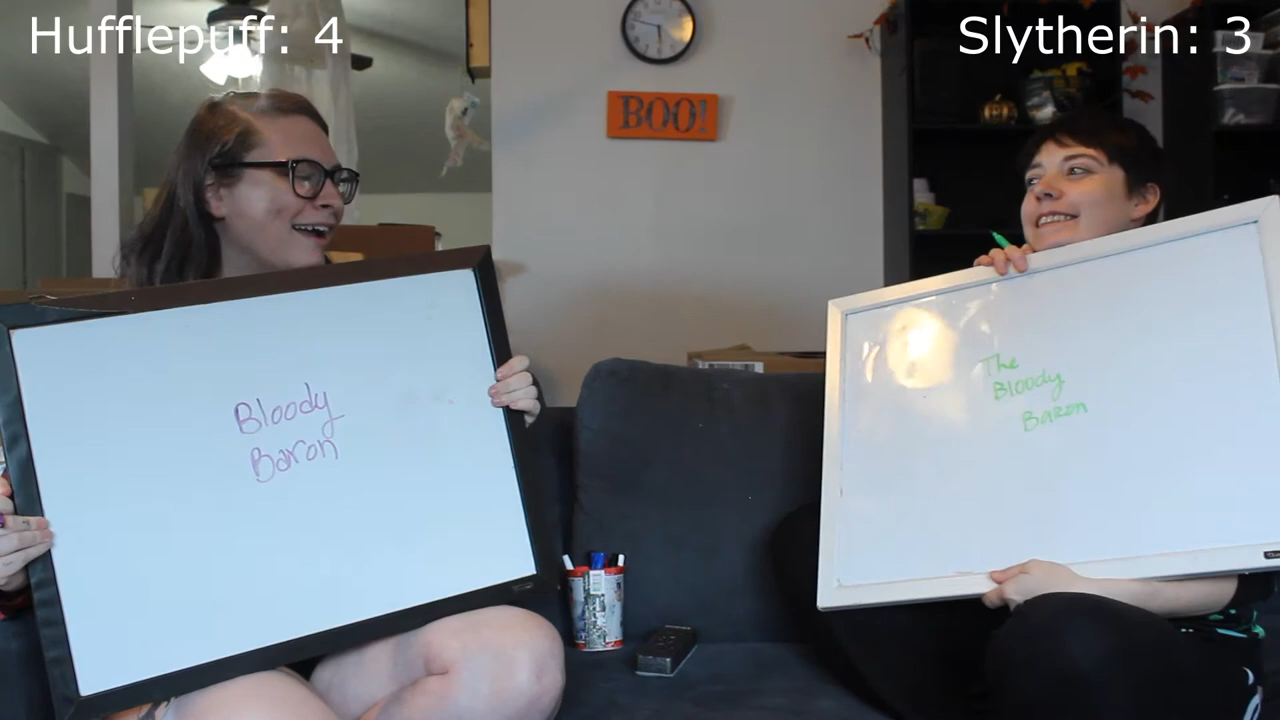 Hufflepuff: 4
Slytherin: 3
BOO!
Bloody
Baron
The
Bloody
Baron